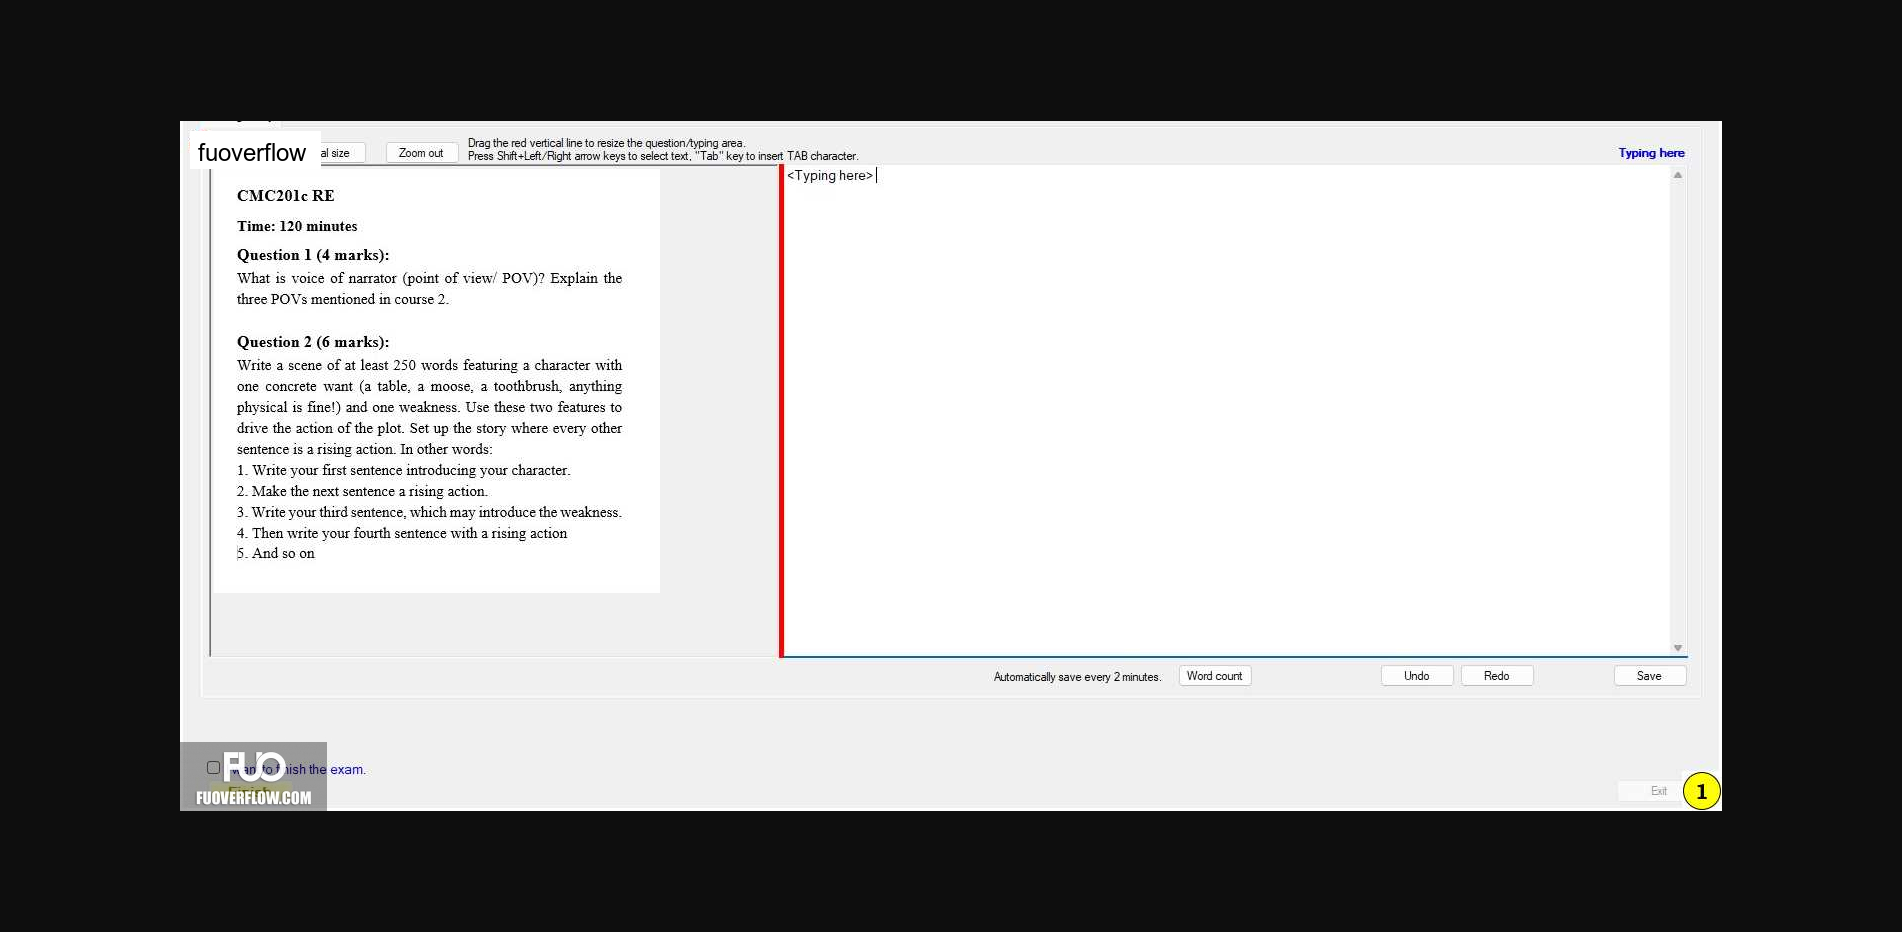 fuoverflow
al size
Zoom out
Drag the red vertical line to resize the question/typing area.
Press Shift+Left/Right arrow keys to select text, "Tab" key to insert TAB character.
Typing here
CMC201c RE
Time: 120 minutes
Question 1 (4 marks):
What is voice of narrator (point of view/ POV)? Explain the
three POVs mentioned in course 2.
Question 2 (6 marks):
Write a scene of at least 250 words featuring a character with
one concrete want (a table, a moose, a toothbrush, anything
physical is fine!) and one weakness. Use these two features to
drive the action of the plot. Set up the story where every other
sentence is a rising action. In other words:
1. Write your first sentence introducing your character.
2. Make the next sentence a rising action.
3. Write your third sentence, which may introduce the weakness.
4. Then write your fourth sentence with a rising action
5. And so on
<Typing here>
Automatically save every 2 minutes.
Word count
Undo
Redo
Save
want to finish the exam.
Finish
FUO
FUOVERFLOW.COM
Exit
1